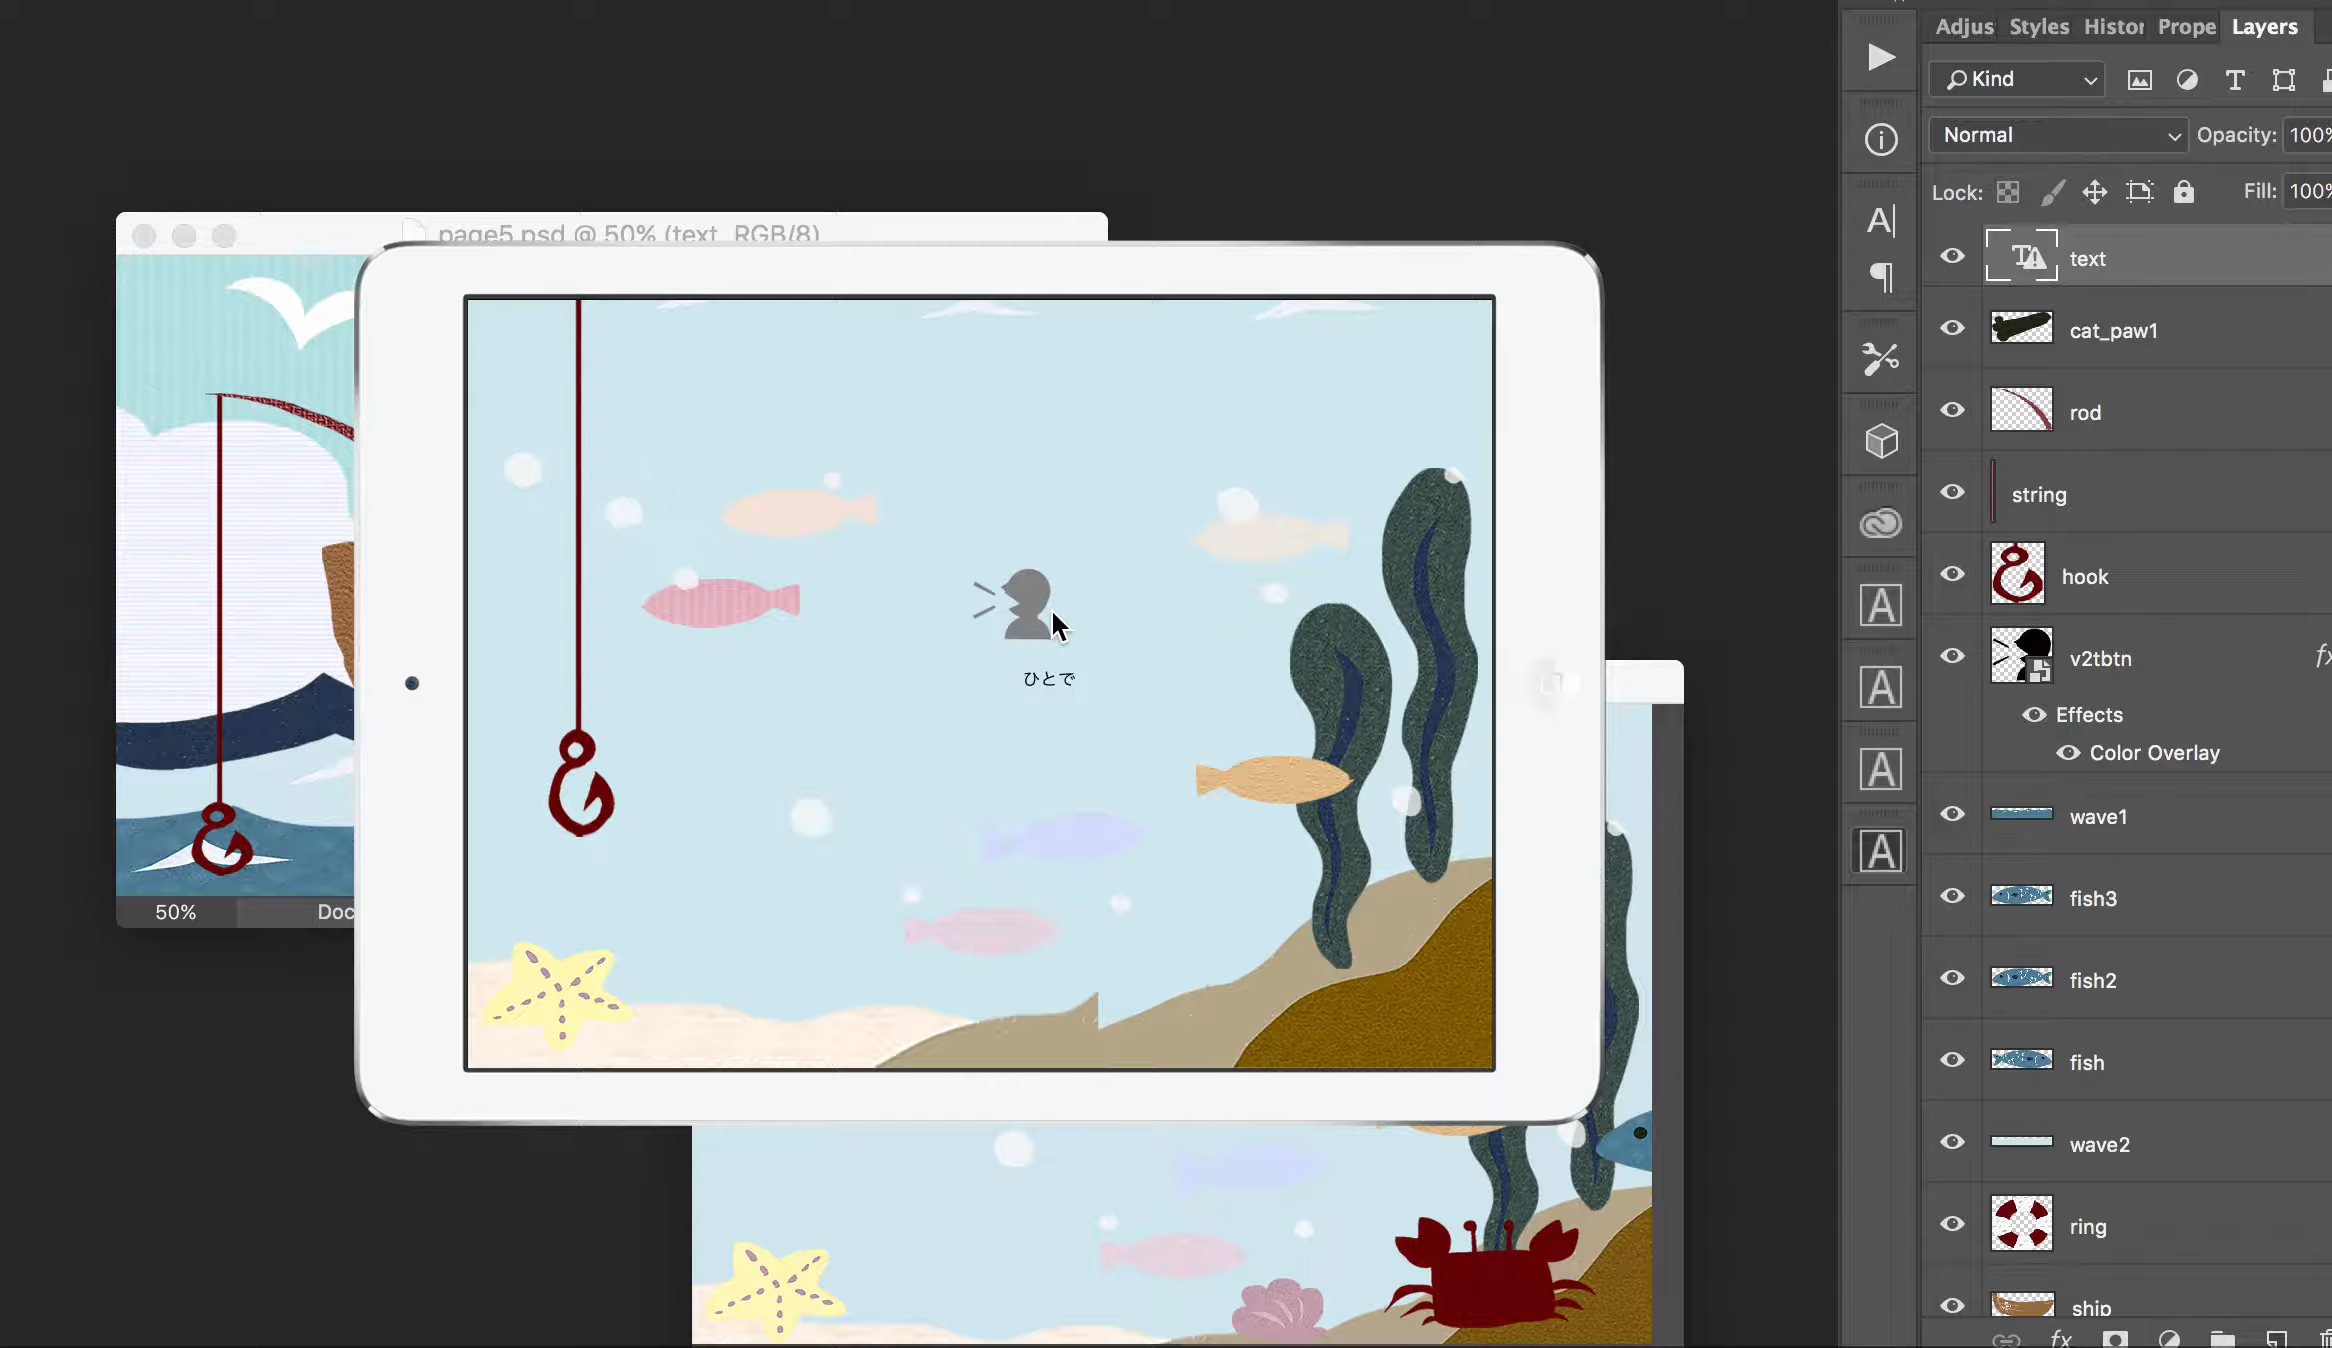 Adjus Styles Histor Prope Layers
Kind
Normal Opacity: 100%
Lock: Fill: 100%
page5.psd @ 50% (text, RGB/8)
text
cat_paw1
rod
string
hook
v2tbtn fx
Effects
Color Overlay
ひとで
wave1
fish3
50% Doc
fish2
fish
wave2
ring
ship
fx